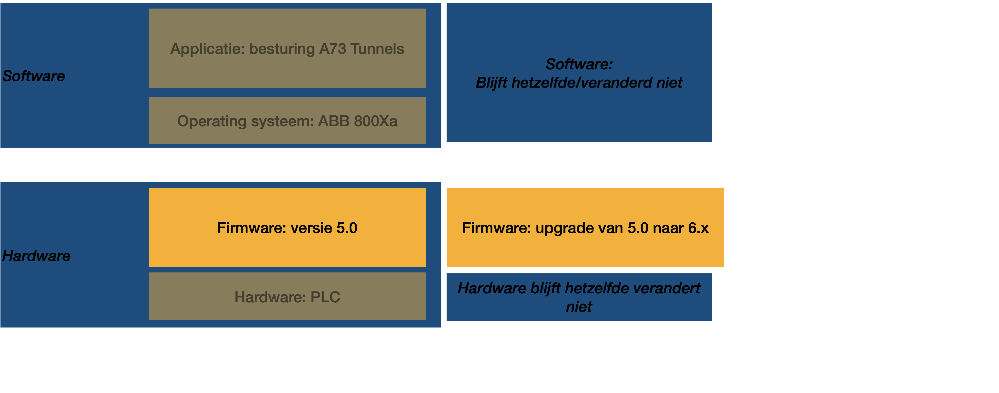 Software
Applicatie: besturing A73 Tunnels
Operating systeem: ABB 800Xa
Software:
Blijft hetzelfde/veranderd niet
Hardware
Firmware: versie 5.0
Hardware: PLC
Firmware: upgrade van 5.0 naar 6.x
Hardware blijft hetzelfde verandert
niet